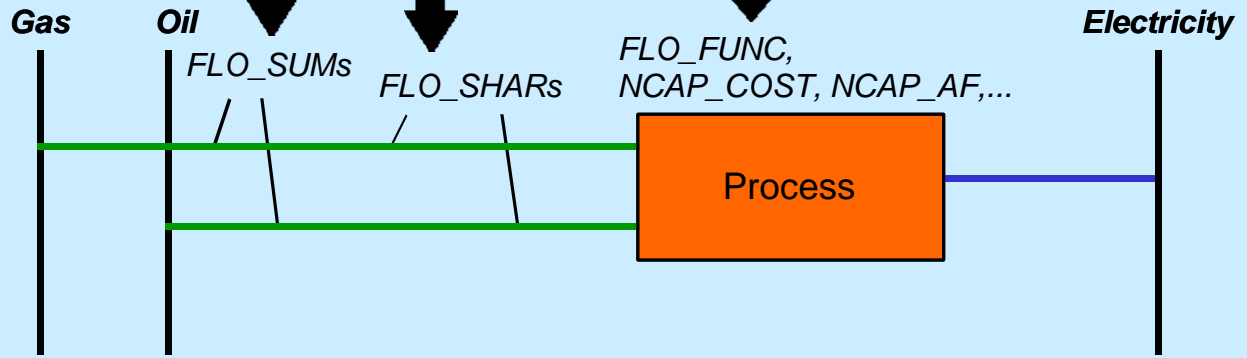 Gas
Oil
Electricity
FLO_SUMs
FLO_SHARs
FLO_FUNC,
NCAP_COST, NCAP_AF,...
Process